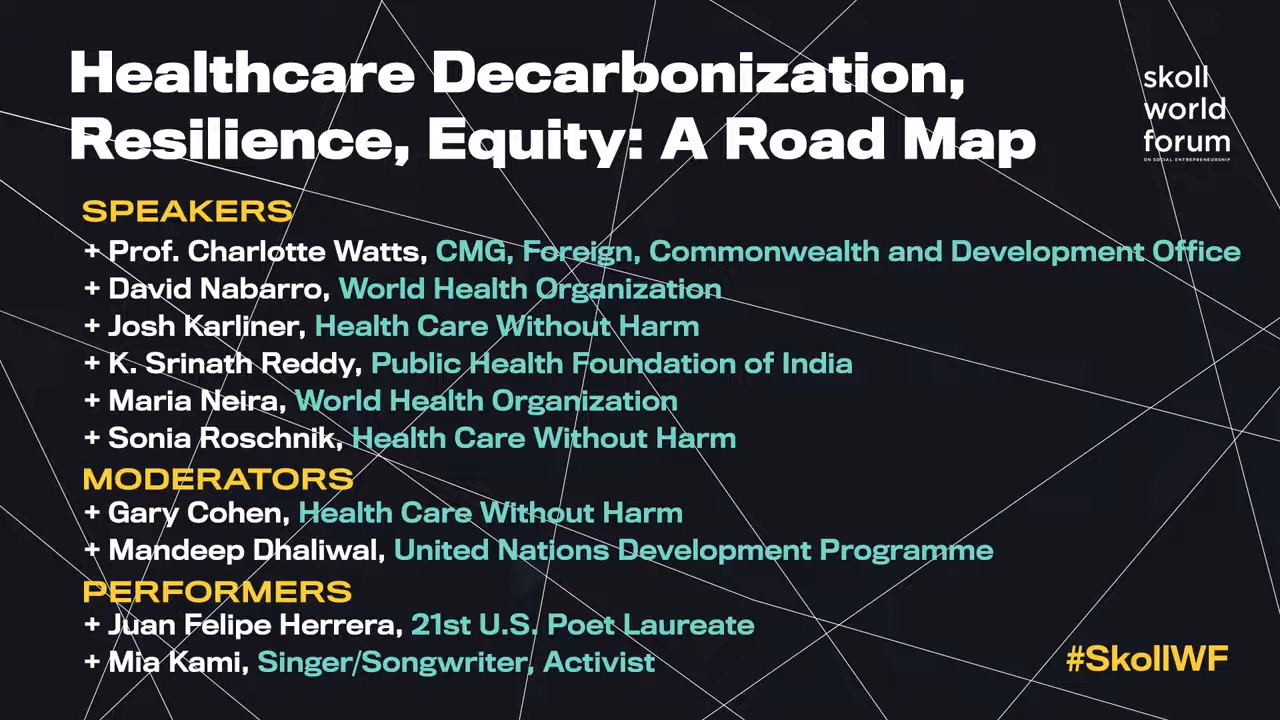 Healthcare Decarbonization,
Resilience, Equity: A Road Map
skoll
world
forum
ON SOCIAL ENTREPRENEURSHIP
SPEAKERS
+ Prof. Charlotte Watts, CMG, Foreign, Commonwealth and Development Office
+ David Nabarro, World Health Organization
+ Josh Karliner, Health Care Without Harm
+ K. Srinath Reddy, Public Health Foundation of India
+ Maria Neira, World Health Organization
+ Sonia Roschnik, Health Care Without Harm
MODERATORS
+ Gary Cohen, Health Care Without Harm
+ Mandeep Dhaliwal, United Nations Development Programme
PERFORMERS
+ Juan Felipe Herrera, 21st U.S. Poet Laureate
+ Mia Kami, Singer/Songwriter, Activist
#SkollWF